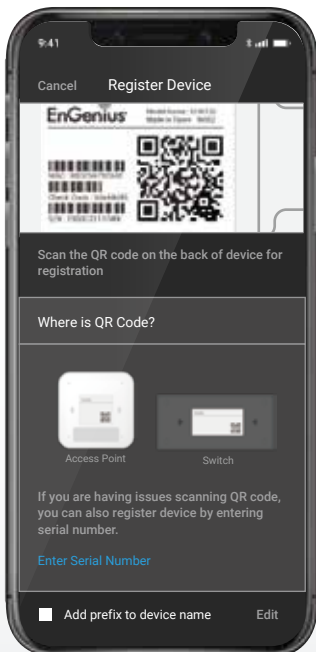 9:41
Cancel
Register Device
EnGenius
Scan the QR code on the back of device for
registration
Where is QR Code?
Access Point
Switch
If you are having issues scanning QR code,
you can also register device by entering
serial number.
Enter Serial Number
Add prefix to device name
Edit